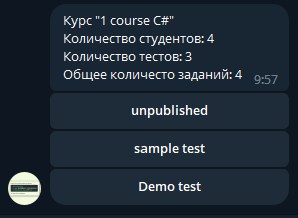 Курс "1 course C#"
Количество студентов: 4
Количество тестов: 3
Общее количесто заданий: 4
9:57
unpublished
sample test
Demo test